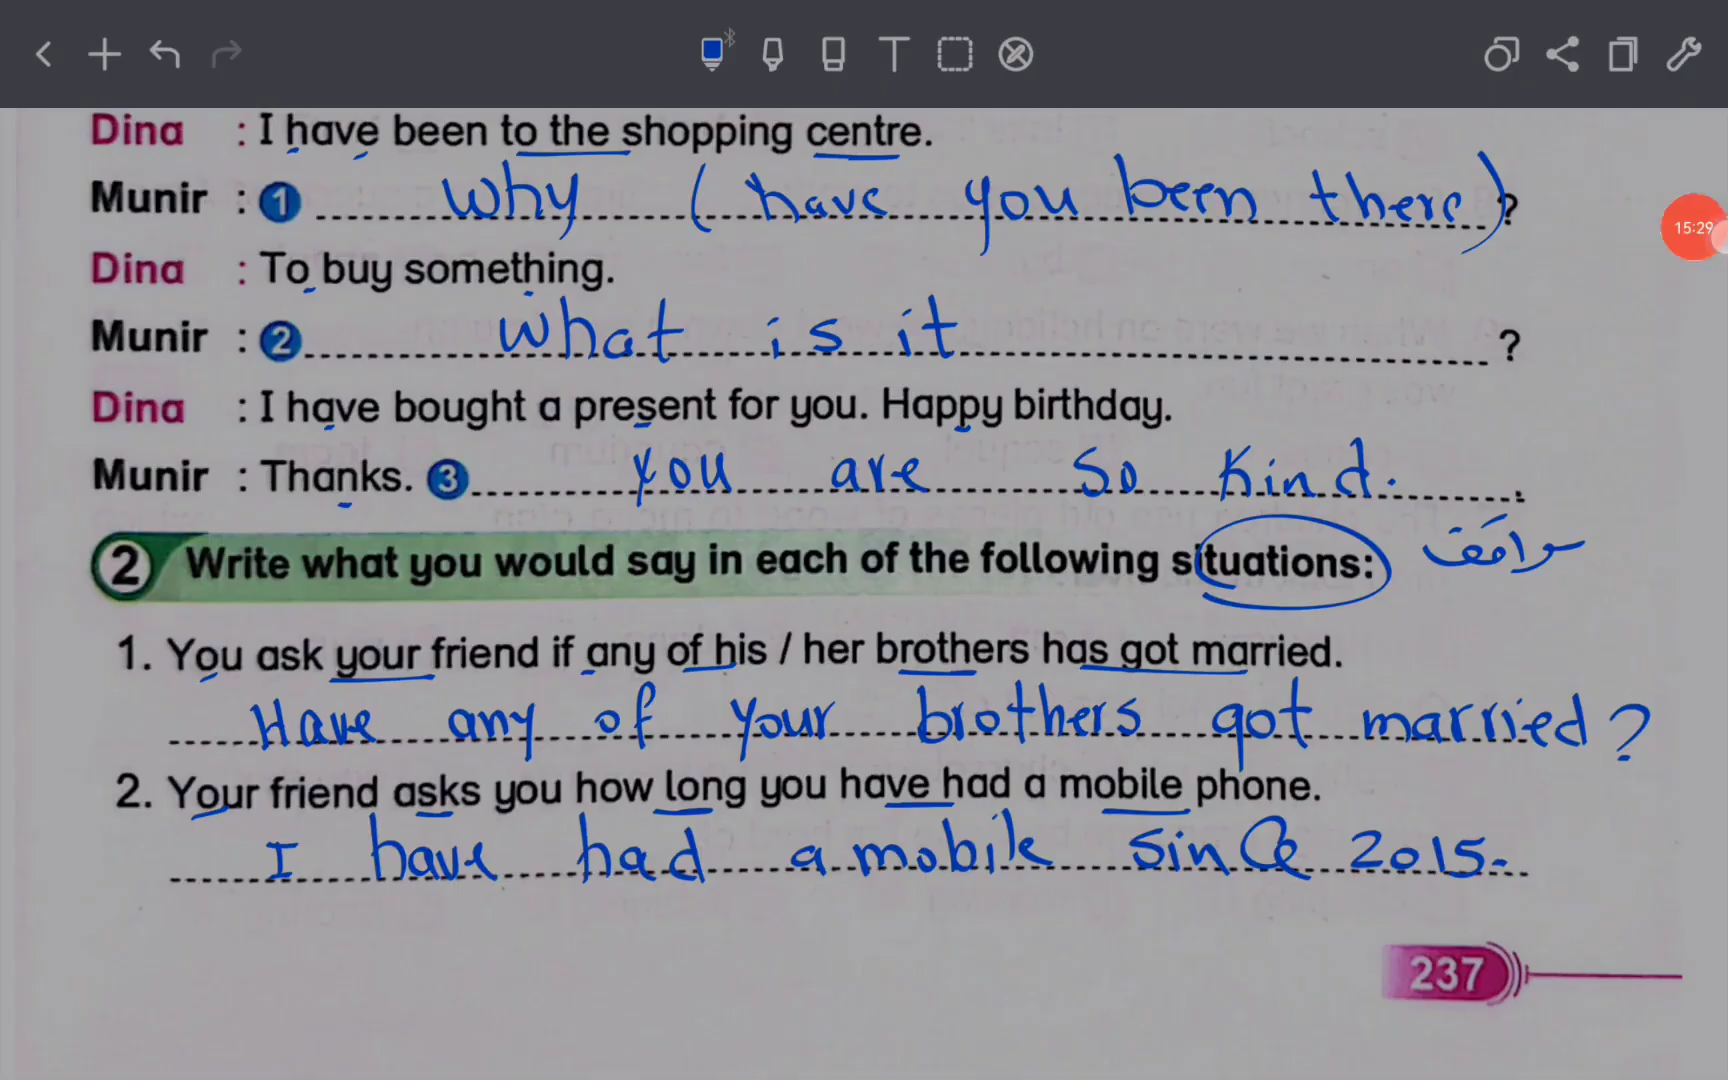 Dina : I have been to the shopping centre.
Munir : 1 why (have you been there)?
15:29
Dina : To buy something.
Munir : 2 what is it ?
Dina : I have bought a present for you. Happy birthday.
Munir : Thanks. 3 you are so kind.
2 Write what you would say in each of the following situations: مواقف
1. You ask your friend if any of his / her brothers has got married.
Have any of your brothers got married?
2. Your friend asks you how long you have had a mobile phone.
I have had a mobile since 2015.
237